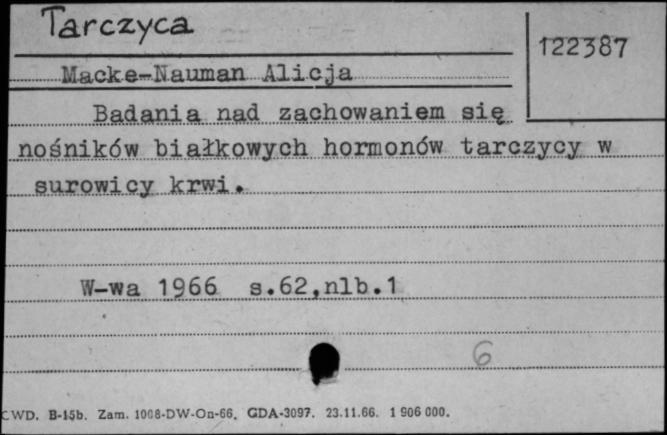 Tarczyca
122387
Macke-Nauman Alicja
Badania nad zachowaniem się
nośników białkowych hormonów tarczycy w
surowicy krwi.
W-wa 1966 s.62,nlb.1
6
CWD. B-15b. Zam. 1008-DW-On-66. GDA-3097. 23.11.66. 1 906 000.